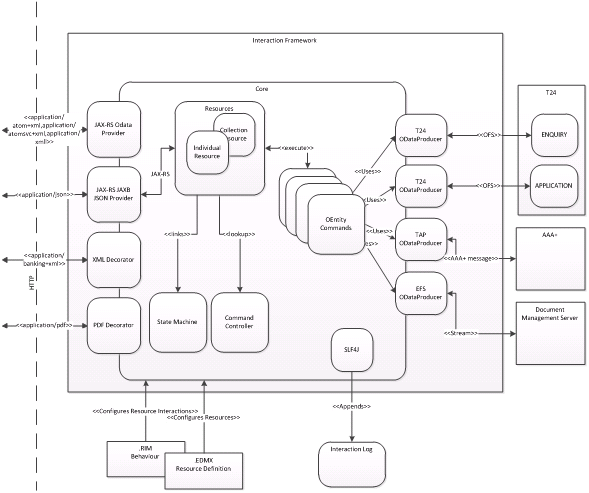 Interaction Framework
Core
<<application/
atom+xml,application/
atomsvc+xml,application/
xml>>
JAX-RS Odata
Provider
Resources
Collection
Resource
Individual
Resource
<<execute>>
T24
ODataProducer
<<OFS>>
T24
ENQUIRY
APPLICATION
<<application/json>>
JAX-RS JAXB
JSON Provider
JAX-RS
OEntity
Commands
<<Uses>>
T24
ODataProducer
<<OFS>>
<<Uses>>
TAP
ODataProducer
<<AAA+ message>>
AAA+
<<application/
banking+xml>>
XML Decorator
<<links>>
<<lookup>>
HTTP
EFS
ODataProducer
<<Stream>>
Document
Management Server
<<application/pdf>>
PDF Decorator
State Machine
Command
Controller
SLF4J
<<Configures Resource Interactions>>
<<Configures Resources>>
<<Appends>>
.RIM
Behaviour
.EDMX
Resource Definition
Interaction Log